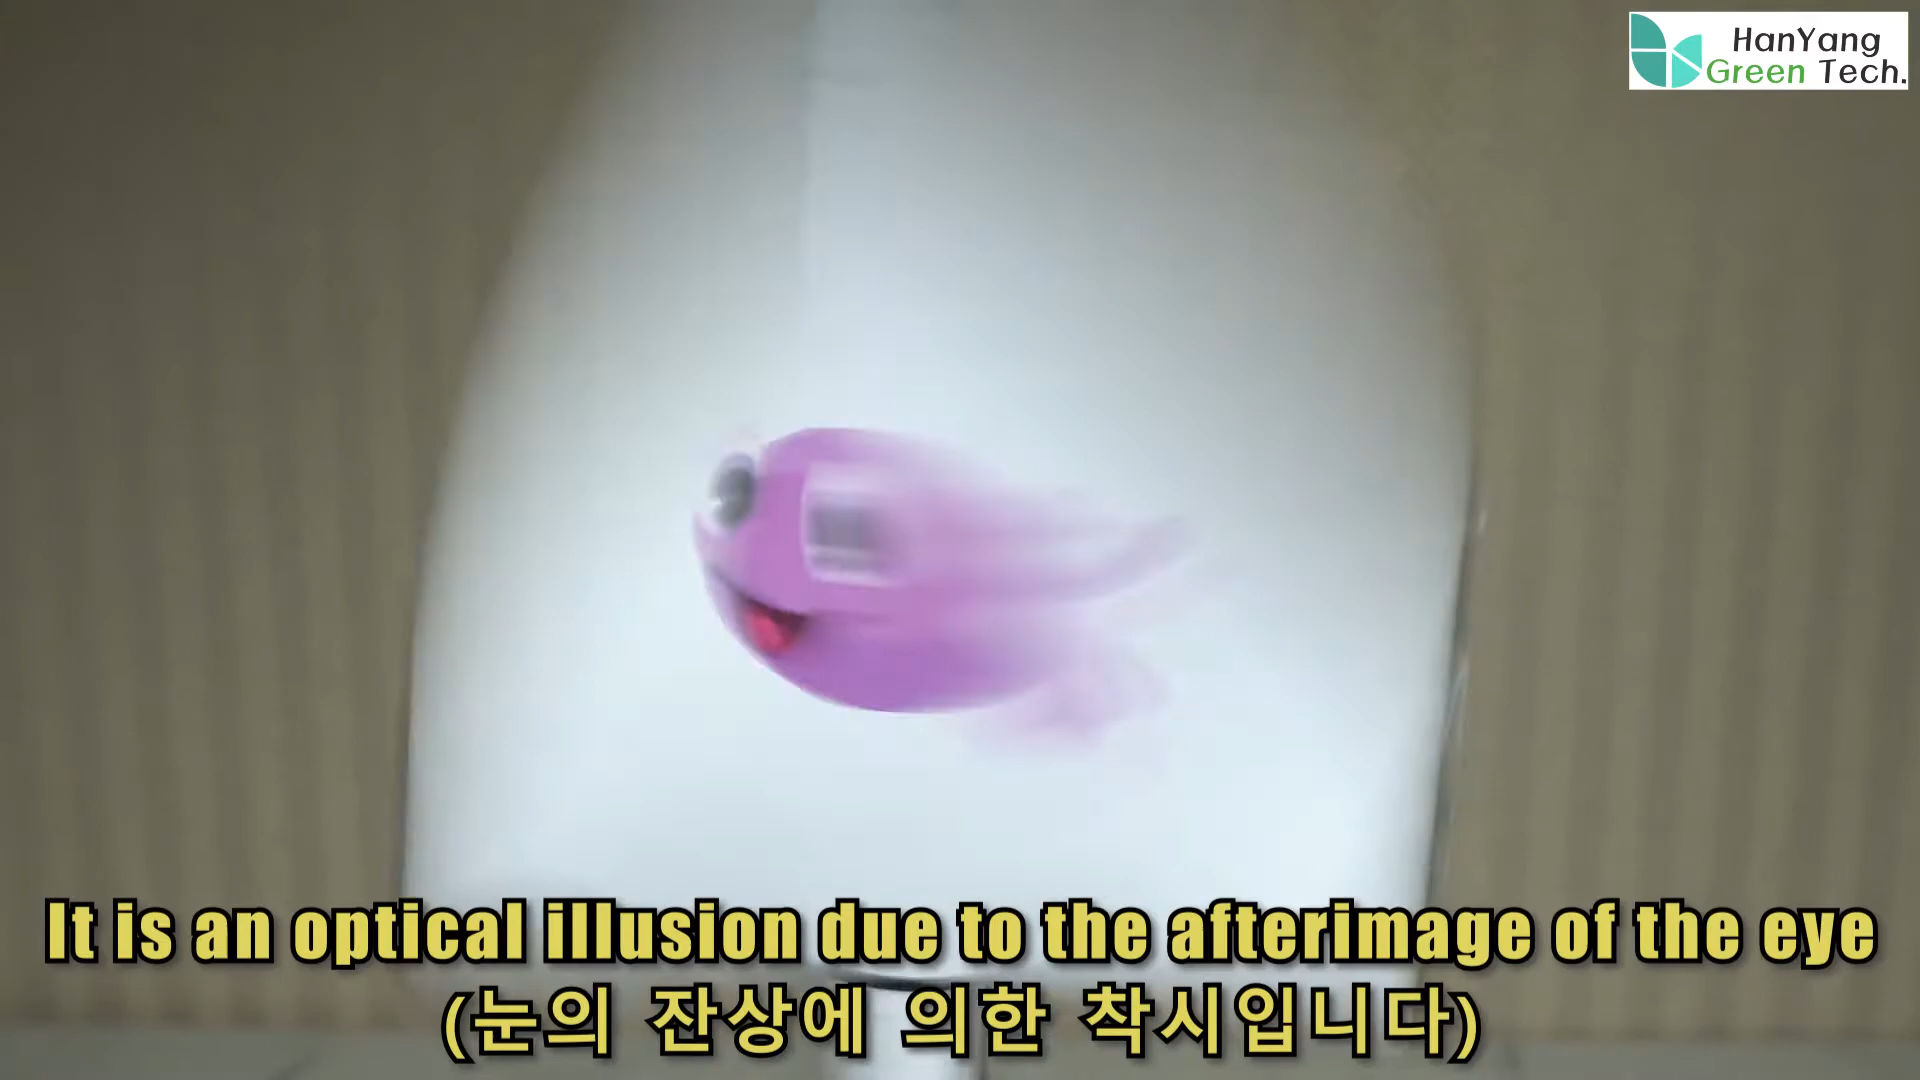 HanYang
Green Tech.
It is an optical illusion due to the afterimage of the eye
(눈의 잔상에 의한 착시입니다)